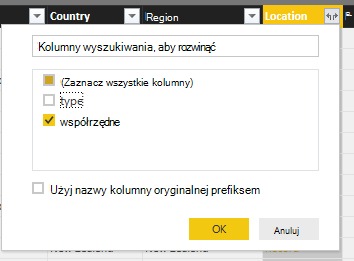 Country
Region
Location
Kolumny wyszukiwania, aby rozwinąć
(Zaznacz wszystkie kolumny)
type
współrzędne
Użyj nazwy kolumny oryginalnej prefiksem
OK
Anuluj